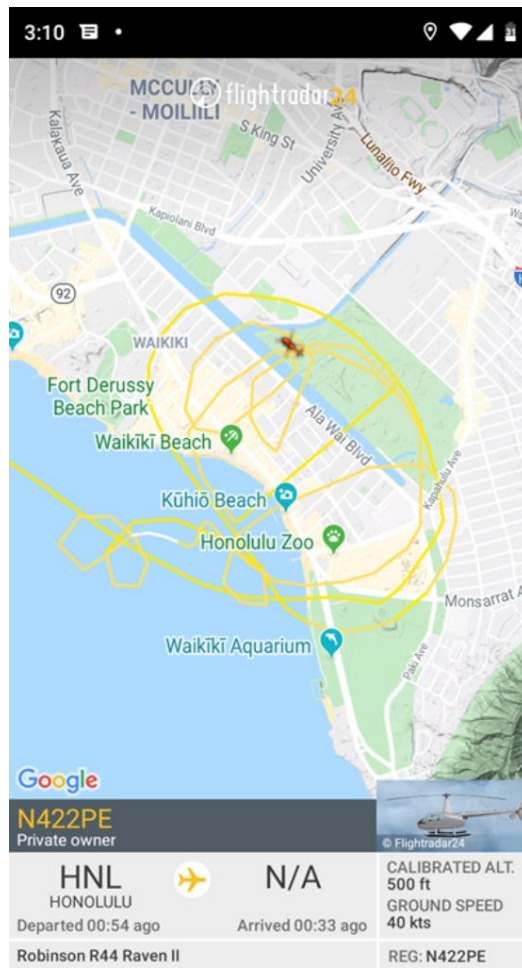 3:10
31
MCCULLY
- MOILIILI
flightradar24
S King St
University Ave
Lunalilo Fwy
Kalakaua Ave
Kapiolani Blvd
92
WAIKIKI
Fort Derussy
Beach Park
Waikīkī Beach
Ala Wai Blvd
Kapahulu Ave
Kūhiō Beach
Honolulu Zoo
Monsarrat A
Waikīkī Aquarium
Paki Ave
Google
N422PE
Private owner
© Flightradar24
HNL
HONOLULU
N/A
Departed 00:54 ago
Arrived 00:33 ago
CALIBRATED ALT.
500 ft
GROUND SPEED
40 kts
Robinson R44 Raven II
REG: N422PE